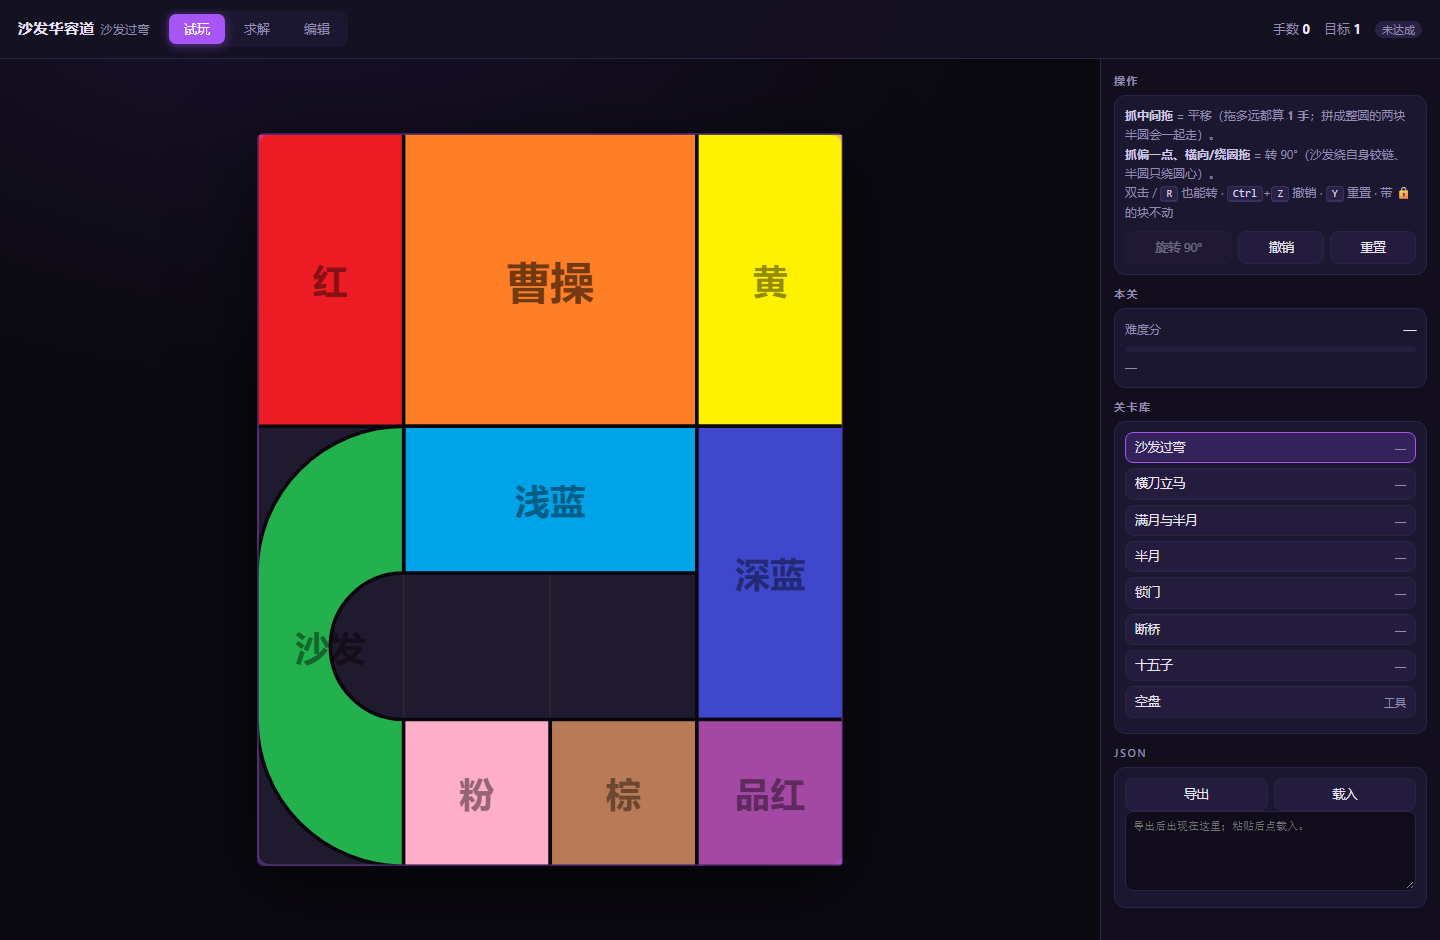 沙发华容道 沙发过弯 试玩 求解 编辑 手数 0 目标 1 未达成
操作
抓中间拖 = 平移（拖多远都算 1 手；拼成整圆的两块
半圆会一起走）。
抓偏一点、横向/绕圈拖 = 转 90°（沙发绕自身铰链、
半圆只绕圆心）。
双击 / R 也能转 · Ctrl+Z 撤销 · Y 重置 · 带 🔒
的块不动
旋转 90° 撤销 重置
本关
难度分 —
—
关卡库
沙发过弯 —
横刀立马 —
满月与半月 —
半月 —
锁门 —
断桥 —
十五子 —
空盘 工具
JSON
导出 载入
导出后出现在这里；粘贴后点载入。
红 曹操 黄
浅蓝
深蓝
沙发
粉 棕 品红